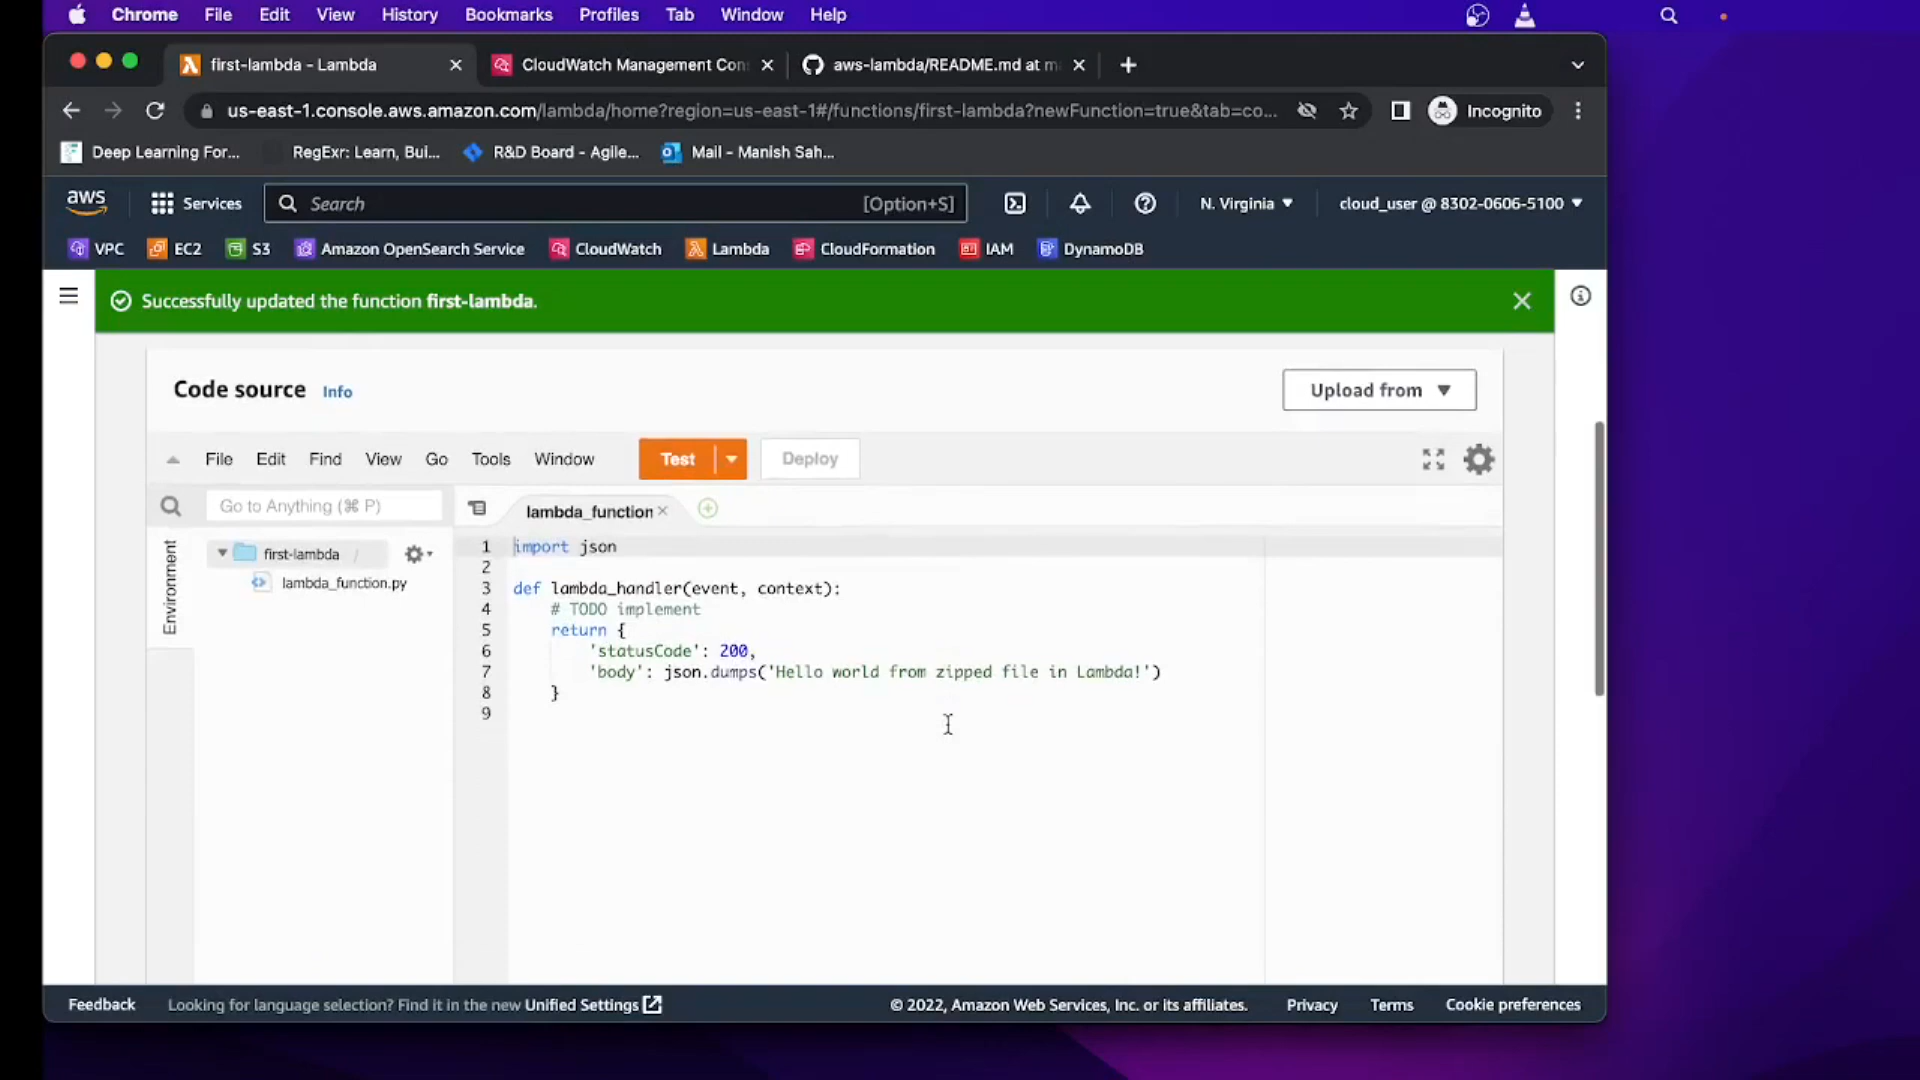 Chrome File Edit View History Bookmarks Profiles Tab Window Help
first-lambda - Lambda CloudWatch Management Con aws-lambda/README.md at m
us-east-1.console.aws.amazon.com/lambda/home?region=us-east-1#/functions/first-lambda?newFunction=true&tab=co... Incognito
Deep Learning For... RegExr: Learn, Bui... R&D Board - Agile... Mail - Manish Sah...
aws Services Search [Option+S] N. Virginia cloud_user @ 8302-0606-5100
VPC EC2 S3 Amazon OpenSearch Service CloudWatch Lambda CloudFormation IAM DynamoDB
Successfully updated the function first-lambda.
Code source Info Upload from
File Edit Find View Go Tools Window Test Deploy
Go to Anything (⌘ P) lambda_function
Environment
first-lambda /
lambda_function.py
1 import json
2
3 def lambda_handler(event, context):
4 # TODO implement
5 return {
6 'statusCode': 200,
7 'body': json.dumps('Hello world from zipped file in Lambda!')
8 }
9
Feedback Looking for language selection? Find it in the new Unified Settings © 2022, Amazon Web Services, Inc. or its affiliates. Privacy Terms Cookie preferences